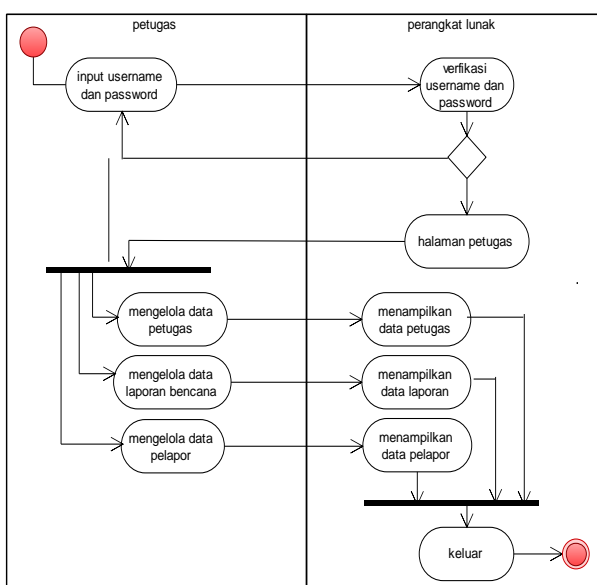 petugas
perangkat lunak
input username
dan password
verfikasi
username dan
password
halaman petugas
mengelola data
petugas
menampilkan
data petugas
mengelola data
laporan bencana
menampilkan
data laporan
mengelola data
pelapor
menampilkan
data pelapor
keluar